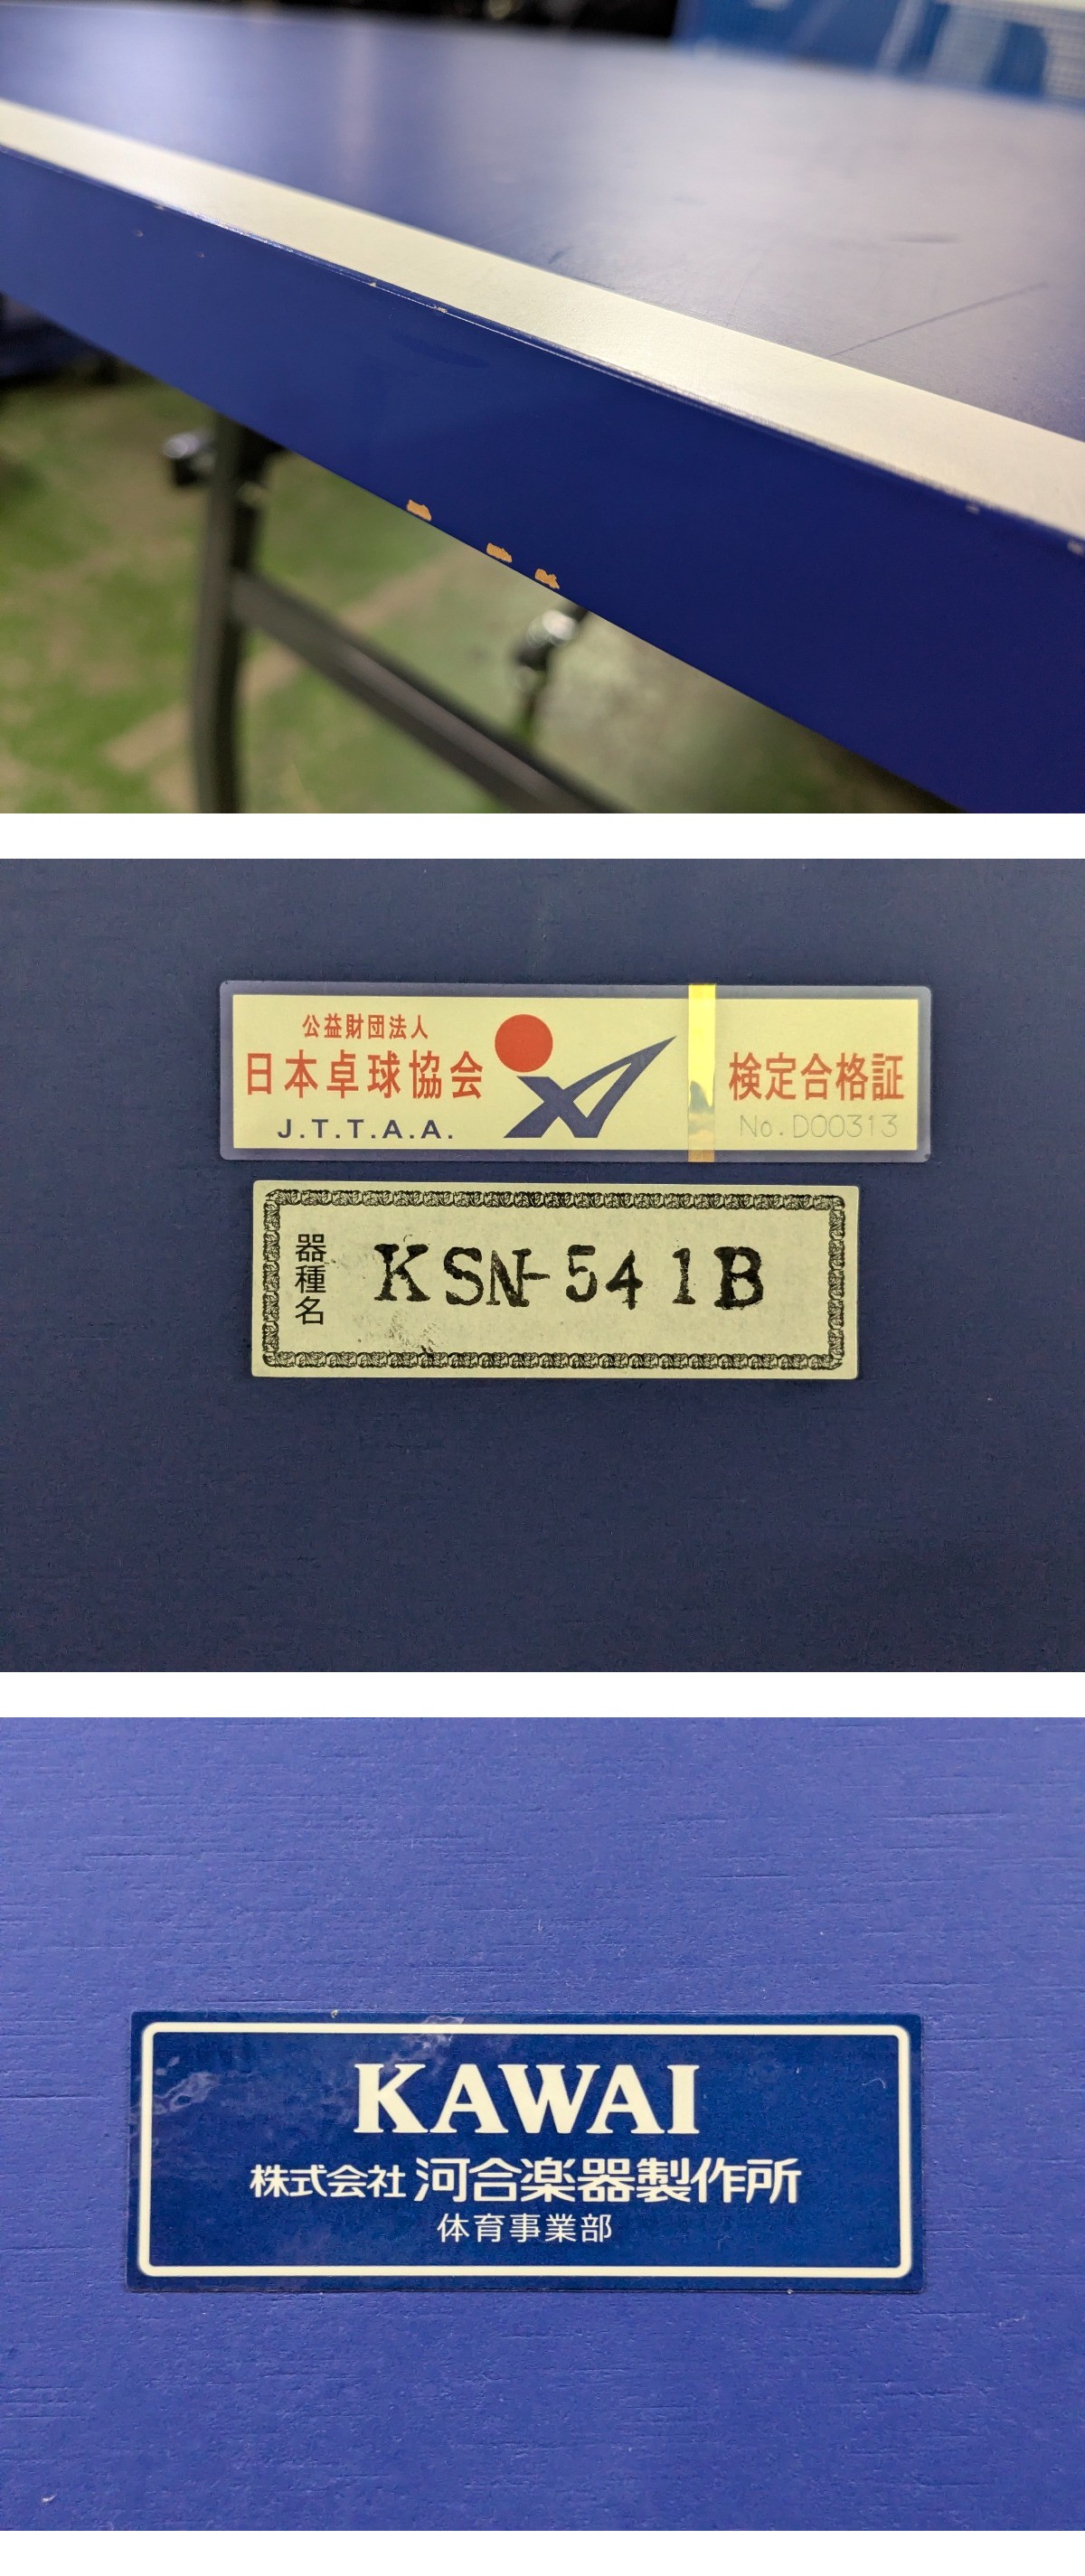 公益財団法人
日本卓球協会
J.T.T.A.A.
検定合格証
No.D00313
器種名
KSN-541B
KAWAI
株式会社 河合楽器製作所
体育事業部